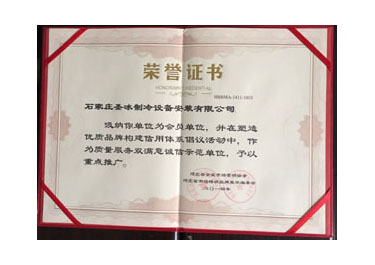 荣誉证书
HONORARY CREDENTIAL
石家庄圣冰制冷设备安装有限公司
吸纳你单位为会员单位，并在塑造
优质品牌构建信用体系倡议活动中，作
为质量服务双满意诚信示范单位，予以
重点推广。